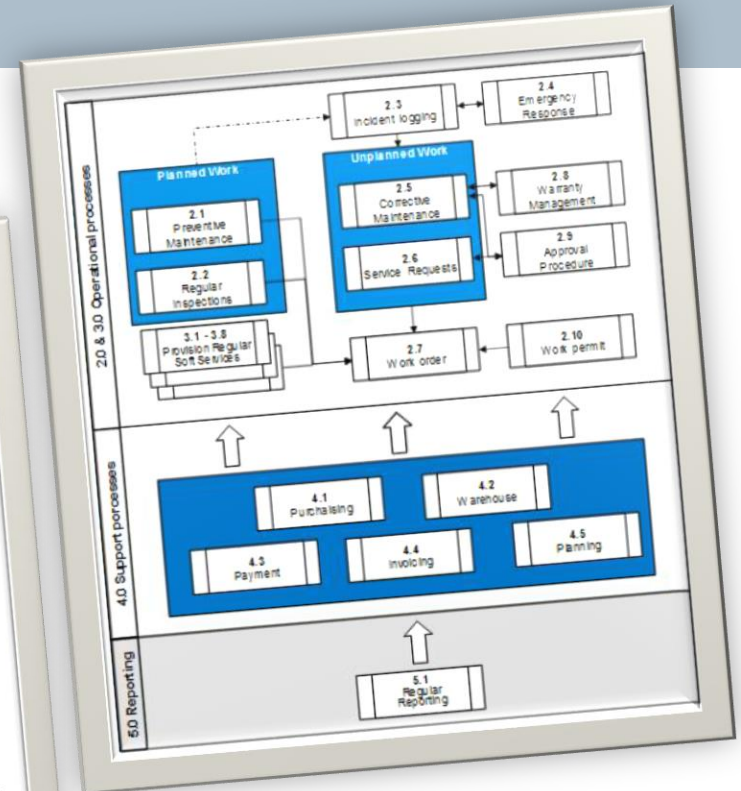 2.0 & 3.0 Operational processes
2.3
Incident logging
2.4
Emergency
Response
Planned Work
2.1
Preventive
Maintenance
2.2
Regular
Inspections
3.1 - 3.8
Provision Regular
Soft Services
Unplanned Work
2.5
Corrective
Maintenance
2.6
Service Requests
2.8
Warranty
Management
2.9
Approval
Procedure
2.7
Work order
2.10
Work permit
4.0 Support porcesses
4.1
Purchaising
4.2
Warehouse
4.3
Payment
4.4
Invoicing
4.5
Planning
5.0 Reporting
5.1
Regular
Reporting